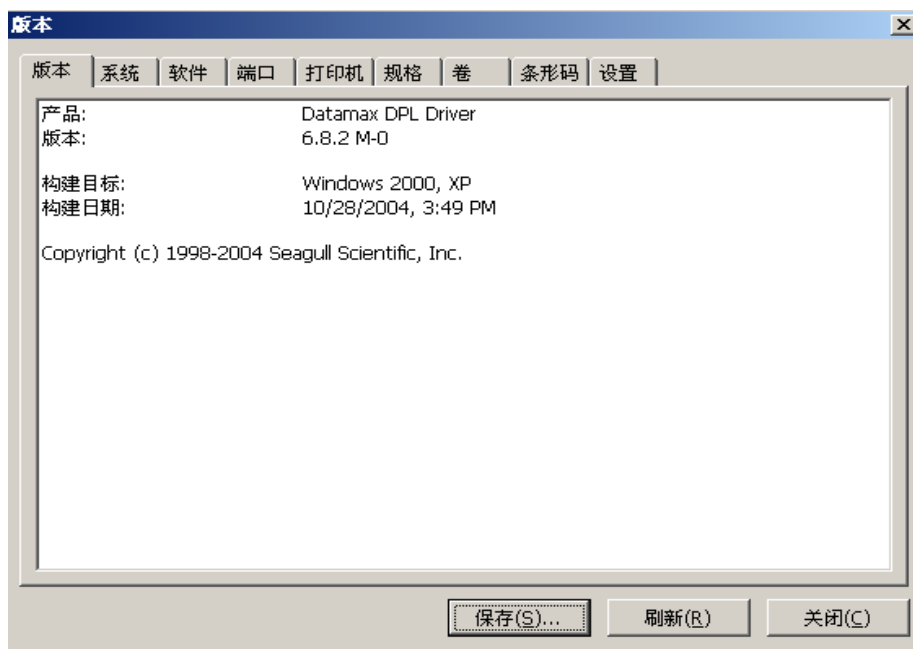 版本
版本 系统 软件 端口 打印机 规格 卷 条形码 设置
产品: Datamax DPL Driver
版本: 6.8.2 M-0
构建目标: Windows 2000, XP
构建日期: 10/28/2004, 3:49 PM
Copyright (c) 1998-2004 Seagull Scientific, Inc.
保存(S)... 刷新(R) 关闭(C)